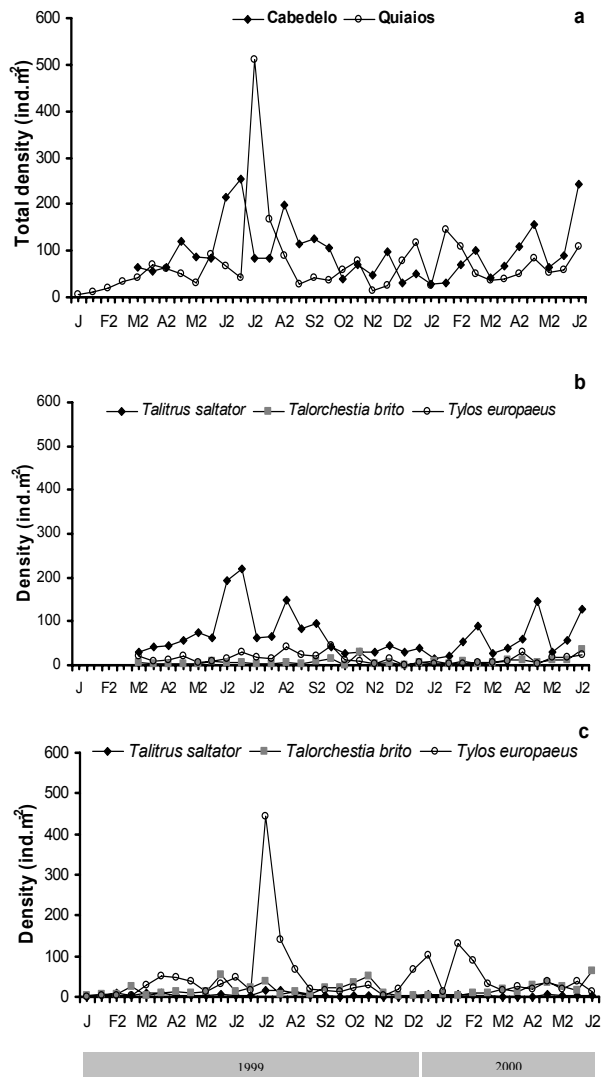 Cabedelo Quiaios
a
Total density (ind.m⁻²)
600
500
400
300
200
100
0
J F2 M2 A2 M2 J2 J2 A2 S2 O2 N2 D2 J2 F2 M2 A2 M2 J2
b
Talitrus saltator Talorchestia brito Tylos europaeus
Density (ind.m⁻²)
600
500
400
300
200
100
0
J F2 M2 A2 M2 J2 J2 A2 S2 O2 N2 D2 J2 F2 M2 A2 M2 J2
c
Talitrus saltator Talorchestia brito Tylos europaeus
Density (ind.m⁻²)
600
500
400
300
200
100
0
J F2 M2 A2 M2 J2 J2 A2 S2 O2 N2 D2 J2 F2 M2 A2 M2 J2
1999 2000